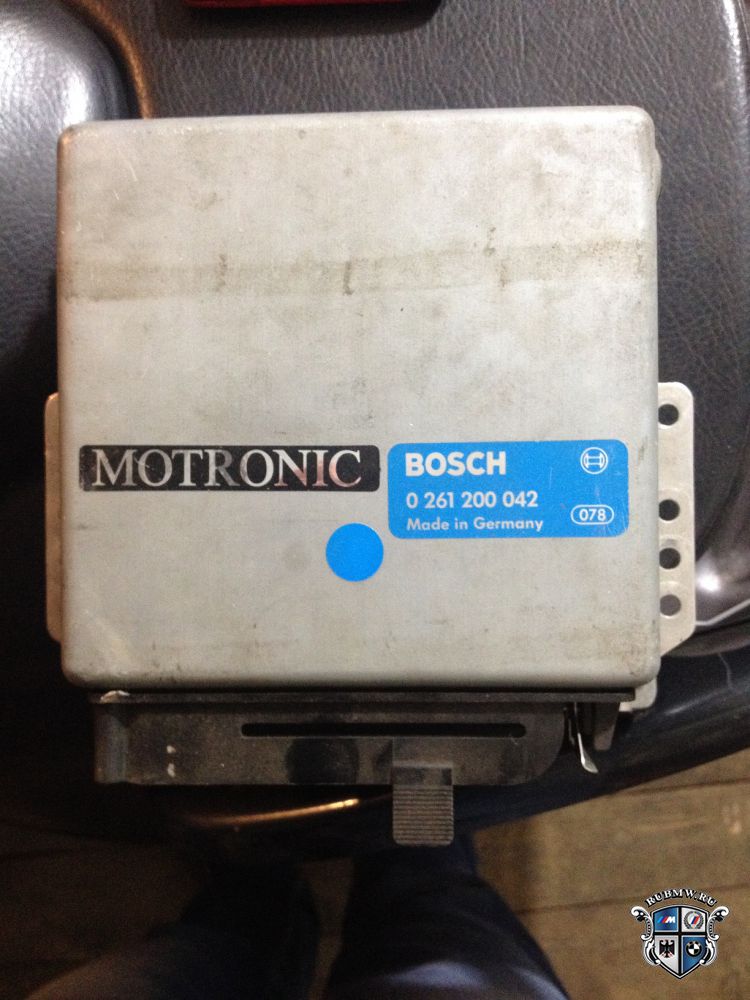 MOTRONIC
BOSCH
0 261 200 042
Made in Germany
078
RUBMW.RU
M